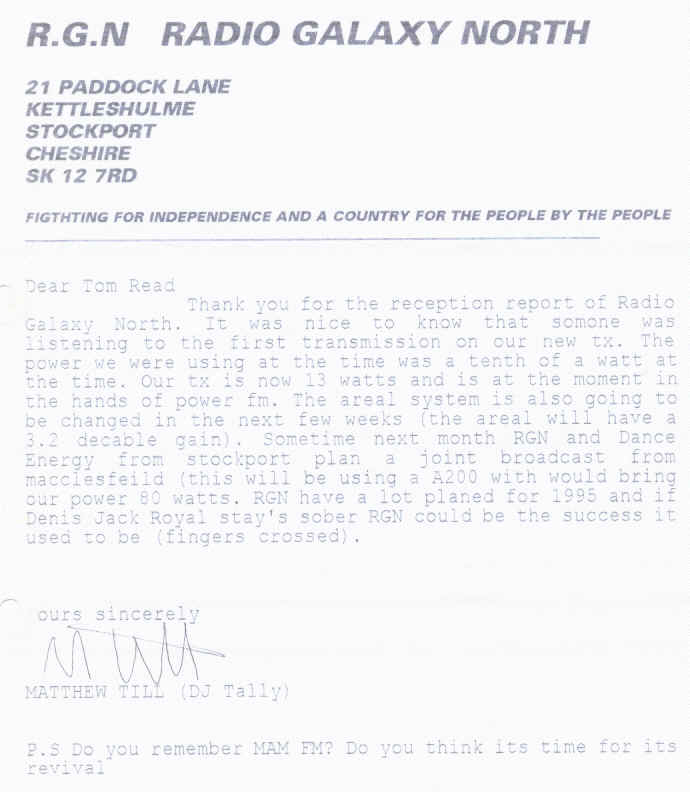 R.G.N RADIO GALAXY NORTH
21 PADDOCK LANE
KETTLESHULME
STOCKPORT
CHESHIRE
SK 12 7RD
FIGTHTING FOR INDEPENDENCE AND A COUNTRY FOR THE PEOPLE BY THE PEOPLE
Dear Tom Read
Thank you for the reception report of Radio
Galaxy North. It was nice to know that somone was
listening to the first transmission on our new tx. The
power we were using at the time was a tenth of a watt at
the time. Our tx is now 13 watts and is at the moment in
the hands of power fm. The areal system is also going to
be changed in the next few weeks (the areal will have a
3.2 decable gain). Sometime next month RGN and Dance
Energy from stockport plan a joint broadcast from
macclesfeild (this will be using a A200 with would bring
our power 80 watts. RGN have a lot planed for 1995 and if
Denis Jack Royal stay's sober RGN could be the success it
used to be (fingers crossed).
ours sincerely
MATTHEW TILL (DJ Tally)
P.S Do you remember MAM FM? Do you think its time for its
revival